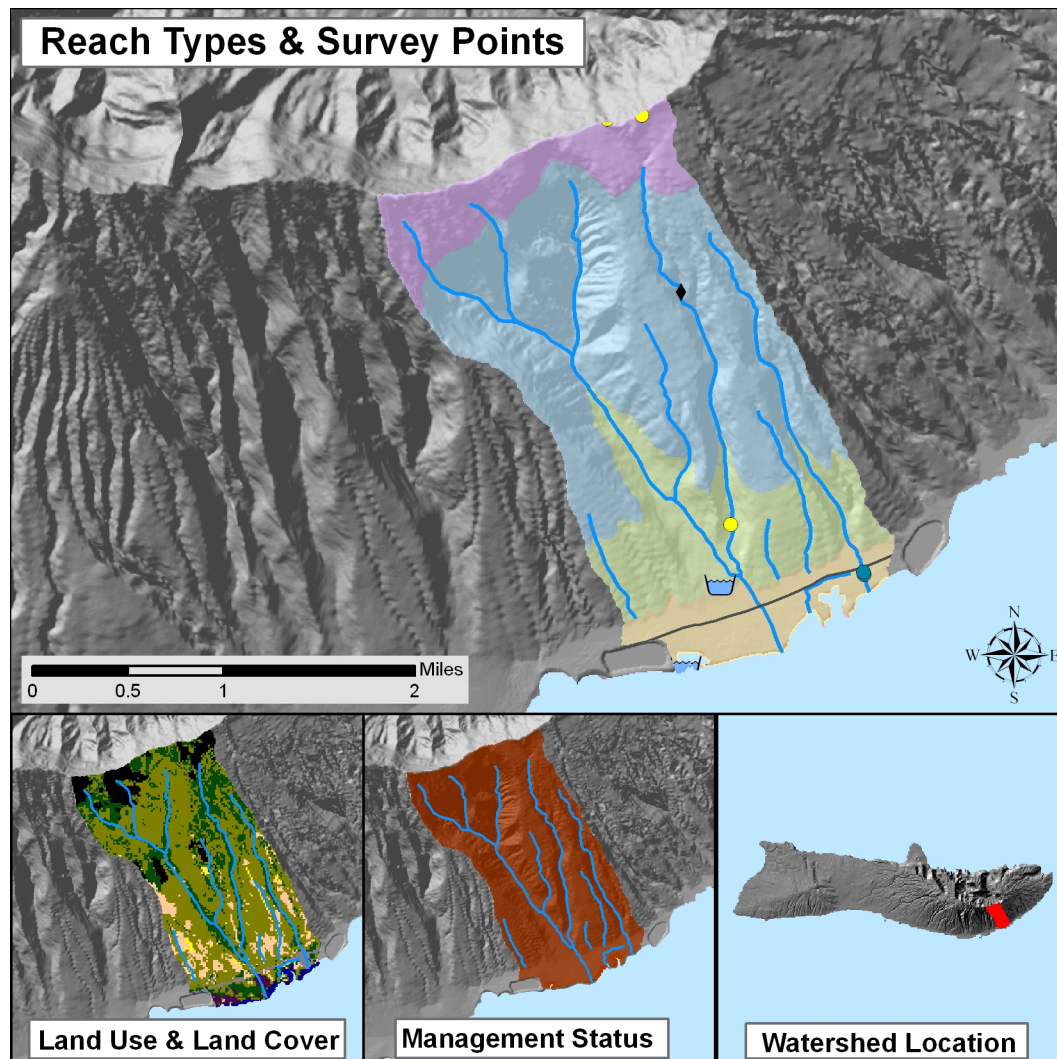 Reach Types & Survey Points
N
W E
S
Miles
0 0.5 1 2
Land Use & Land Cover
Management Status
Watershed Location